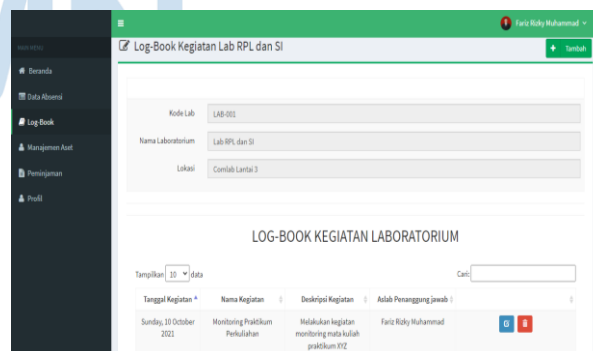 Fariz Rizky Muhammad
MAIN MENU
Log-Book Kegiatan Lab RPL dan SI
+ Tambah
Beranda
Data Absensi
Log-Book
Manajemen Aset
Peminjaman
Profil
Kode Lab LAB-001
Nama Laboratorium Lab RPL dan SI
Lokasi Comlab Lantai 3
LOG-BOOK KEGIATAN LABORATORIUM
Tampilkan 10 data Cari:
Tanggal Kegiatan Nama Kegiatan Deskripsi Kegiatan Aslab Penanggung jawab
Sunday, 10 October 2021
Monitoring Praktikum Perkuliahan
Melakukan kegiatan
monitoring mata kuliah
praktikum XYZ
Fariz Rizky Muhammad